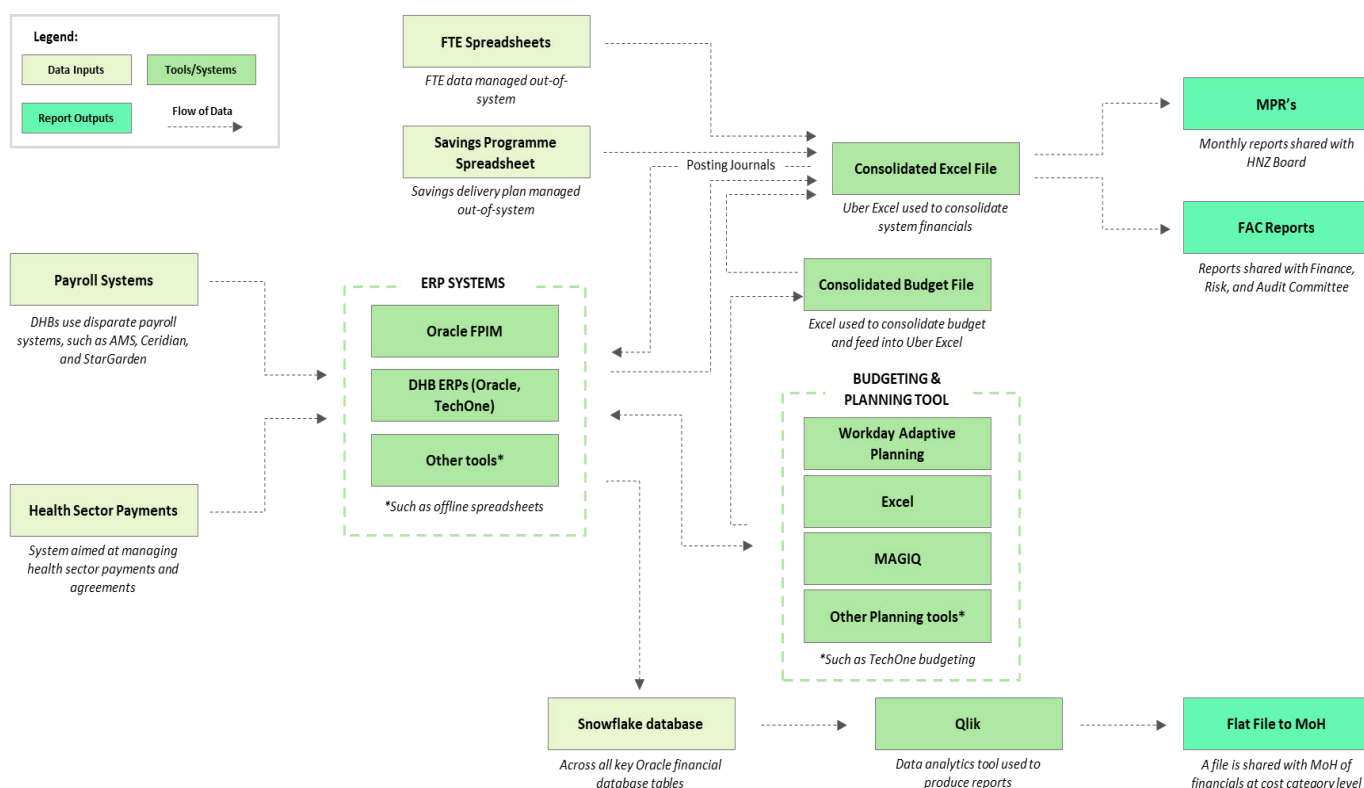 Legend:
Data Inputs
Tools/Systems
Report Outputs
Flow of Data
FTE Spreadsheets
FTE data managed out-of-
system
Savings Programme
Spreadsheet
Savings delivery plan managed
out-of-system
Posting Journals
Consolidated Excel File
Uber Excel used to consolidate
system financials
MPR's
Monthly reports shared with
HNZ Board
FAC Reports
Reports shared with Finance,
Risk, and Audit Committee
Payroll Systems
DHBs use disparate payroll
systems, such as AMS, Ceridian,
and StarGarden
Health Sector Payments
System aimed at managing
health sector payments and
agreements
ERP SYSTEMS
Oracle FPIM
DHB ERPs (Oracle,
TechOne)
Other tools*
*Such as offline spreadsheets
Consolidated Budget File
Excel used to consolidate budget
and feed into Uber Excel
BUDGETING &
PLANNING TOOL
Workday Adaptive
Planning
Excel
MAGIQ
Other Planning tools*
*Such as TechOne budgeting
Snowflake database
Across all key Oracle financial
database tables
Qlik
Data analytics tool used to
produce reports
Flat File to MoH
A file is shared with MoH of
financials at cost category level